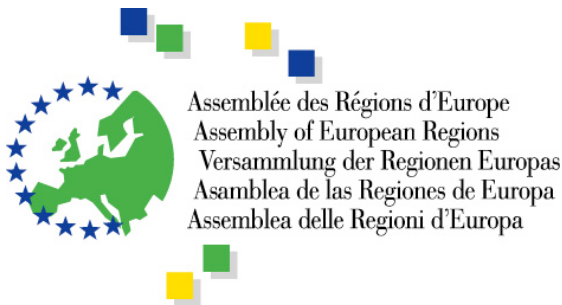 Assemblée des Régions d'Europe
Assembly of European Regions
Versammlung der Regionen Europas
Asamblea de las Regiones de Europa
Assemblea delle Regioni d'Europa